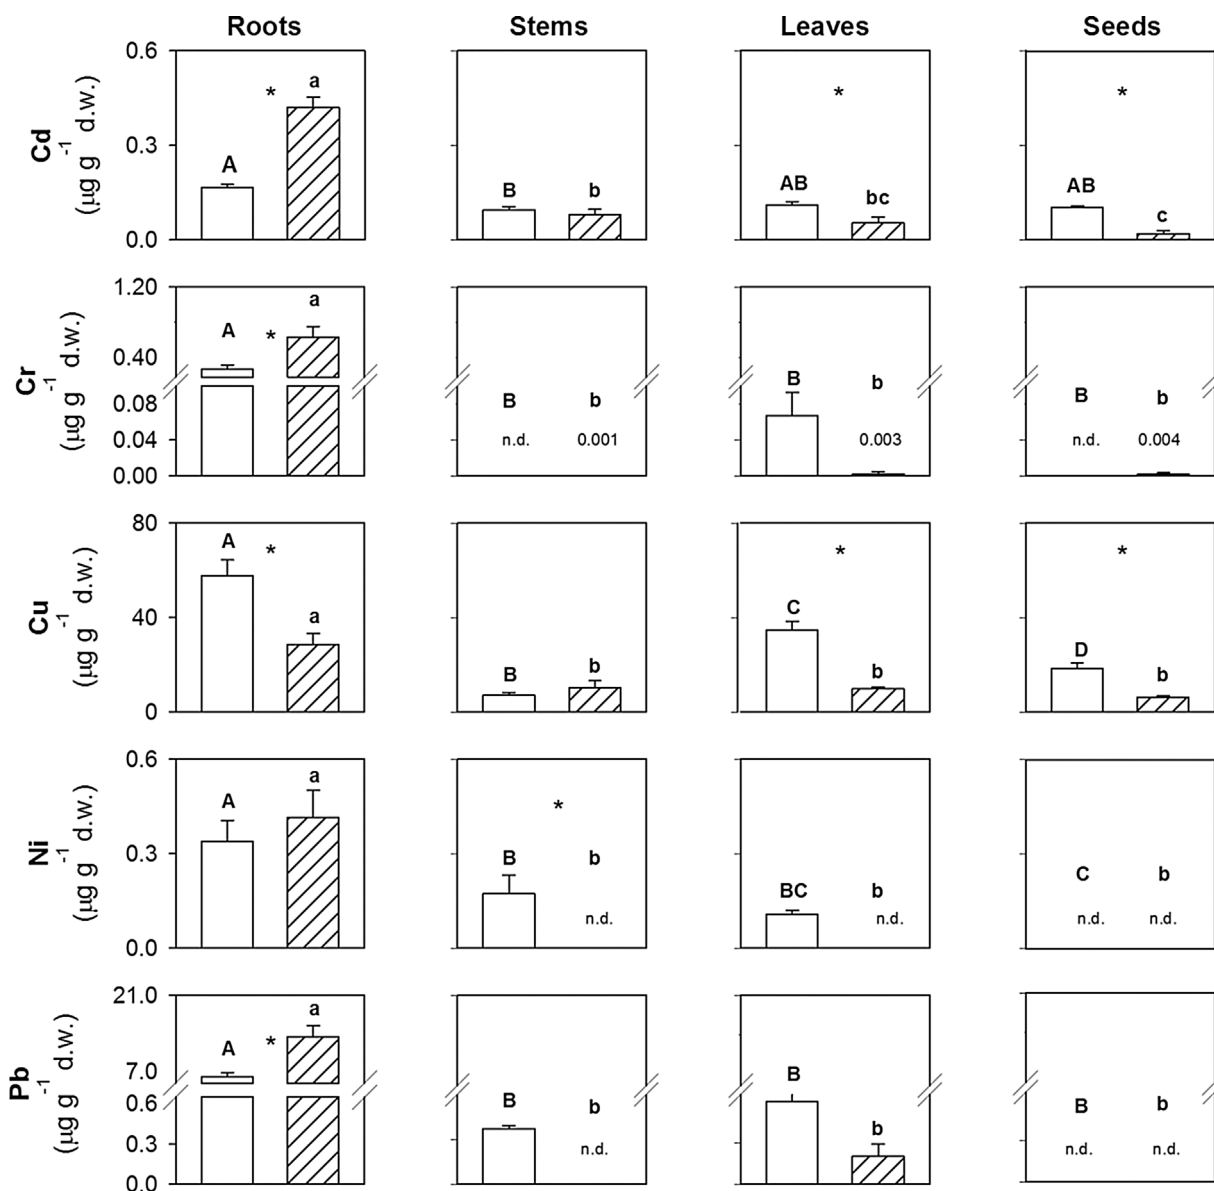 Roots Stems Leaves Seeds
Cd
(µg g-1 d.w.)
0.6
0.3
0.0
A * a
B b
AB * bc
AB * c
Cr
(µg g-1 d.w.)
1.20
0.40
0.08
0.04
0.00
A * a
B b
n.d. 0.001
B b
0.003
B b
n.d. 0.004
Cu
(µg g-1 d.w.)
80
40
0
A * a
B b
C * b
D * b
Ni
(µg g-1 d.w.)
0.6
0.3
0.0
A a
B * b
n.d.
BC b
n.d.
C b
n.d. n.d.
Pb
(µg g-1 d.w.)
21.0
7.0
0.6
0.3
0.0
A * a
B b
n.d.
B b
B b
n.d. n.d.